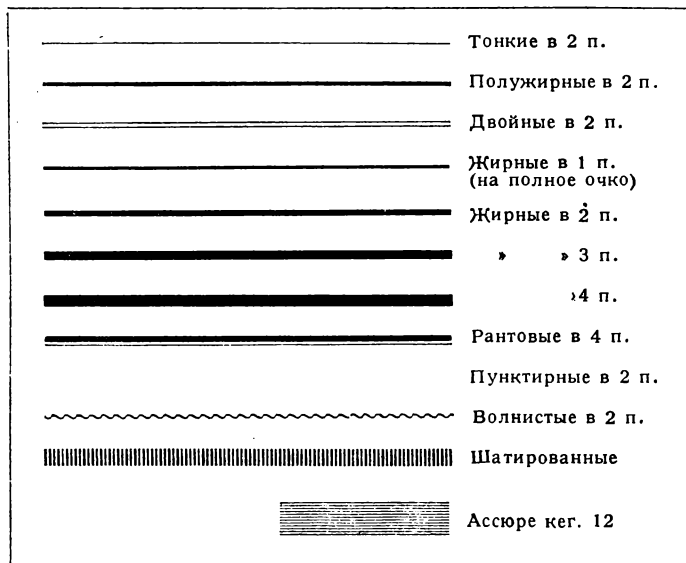 Тонкие в 2 п.
Полужирные в 2 п.
Двойные в 2 п.
Жирные в 1 п.
(на полное очко)
Жирные в 2 п.
» » 3 п.
» 4 п.
Рантовые в 4 п.
Пунктирные в 2 п.
Волнистые в 2 п.
Шатированные
Ассюре кег. 12